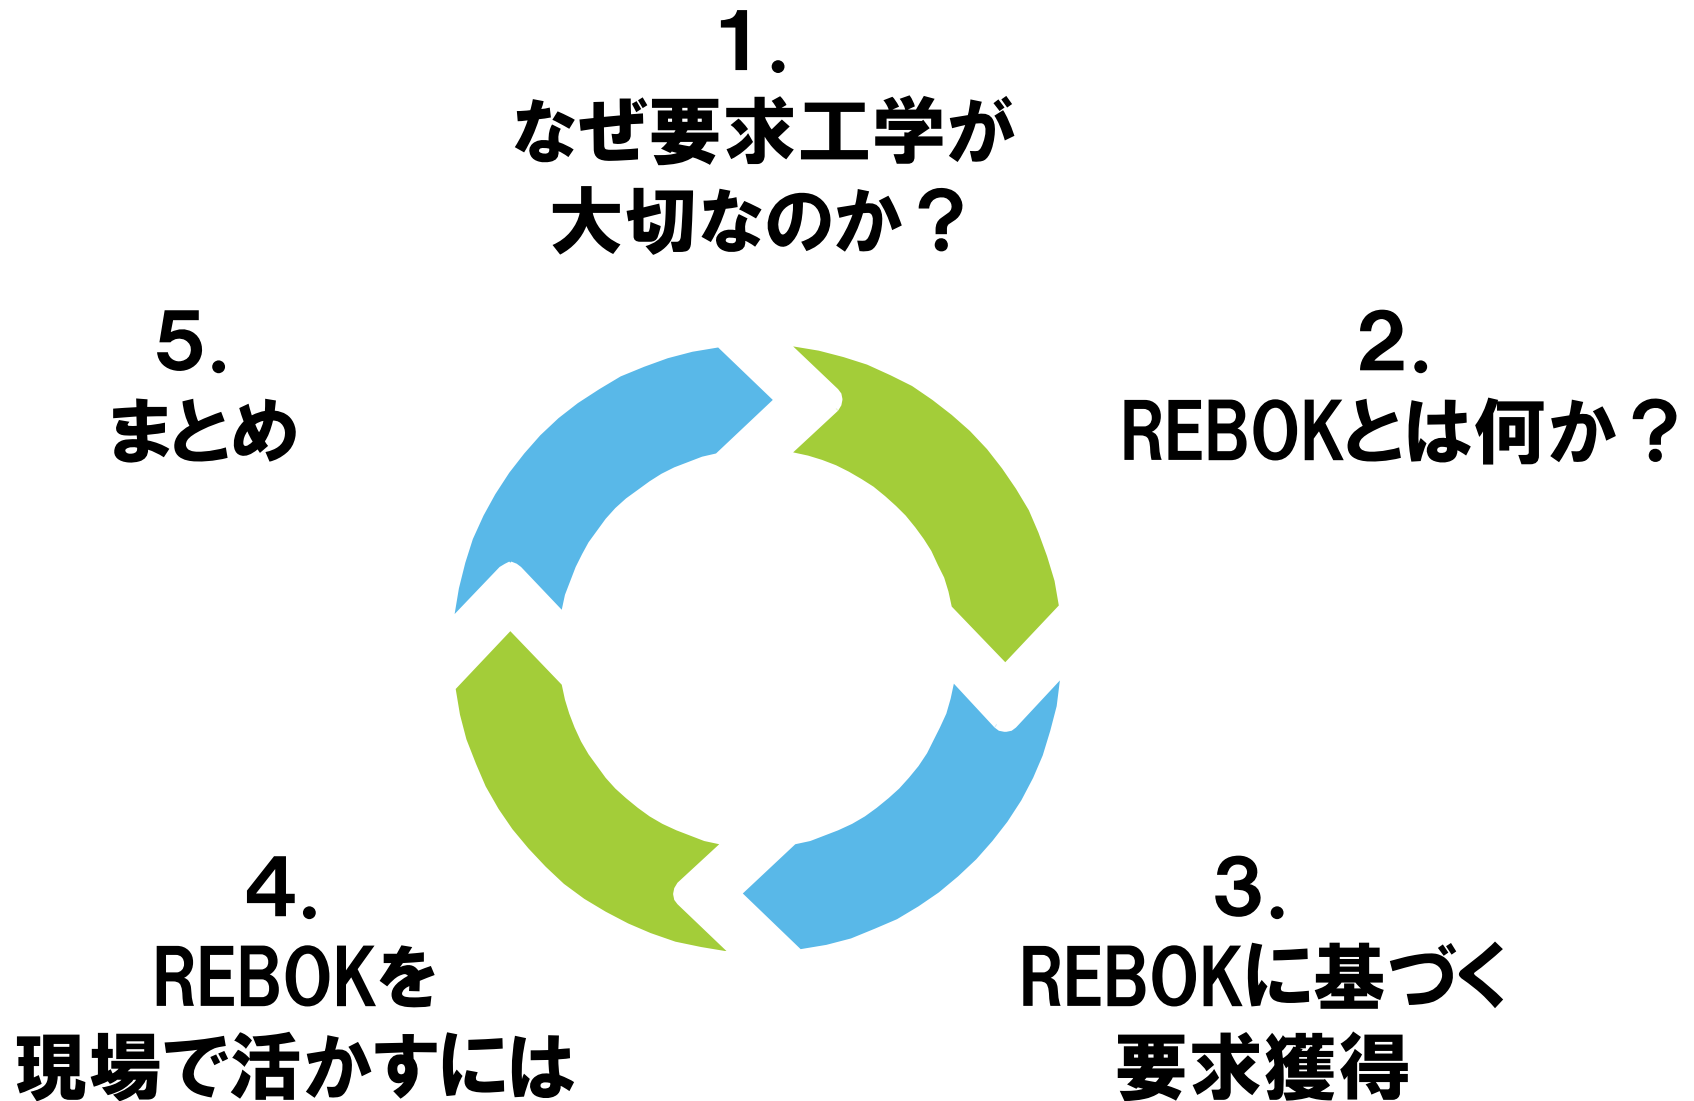 1.
なぜ要求工学が
大切なのか？
2.
REBOKとは何か？
3.
REBOKに基づく
要求獲得
4.
REBOKを
現場で活かすには
5.
まとめ